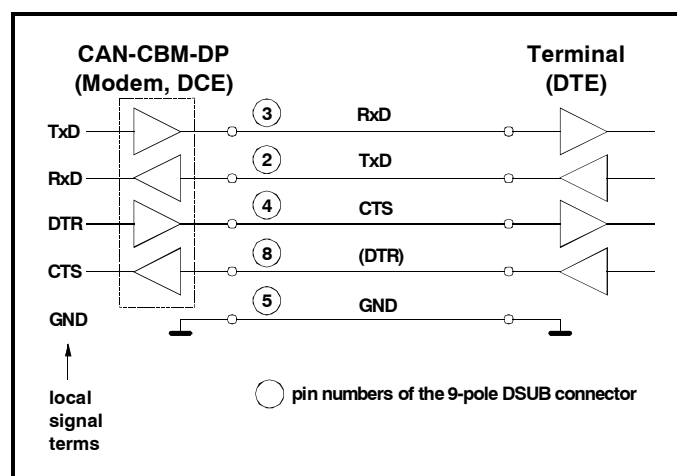 CAN-CBM-DP
(Modem, DCE)
Terminal
(DTE)
TxD
3
RxD
RxD
2
TxD
DTR
4
CTS
CTS
8
(DTR)
GND
5
GND
local
signal
terms
pin numbers of the 9-pole DSUB connector